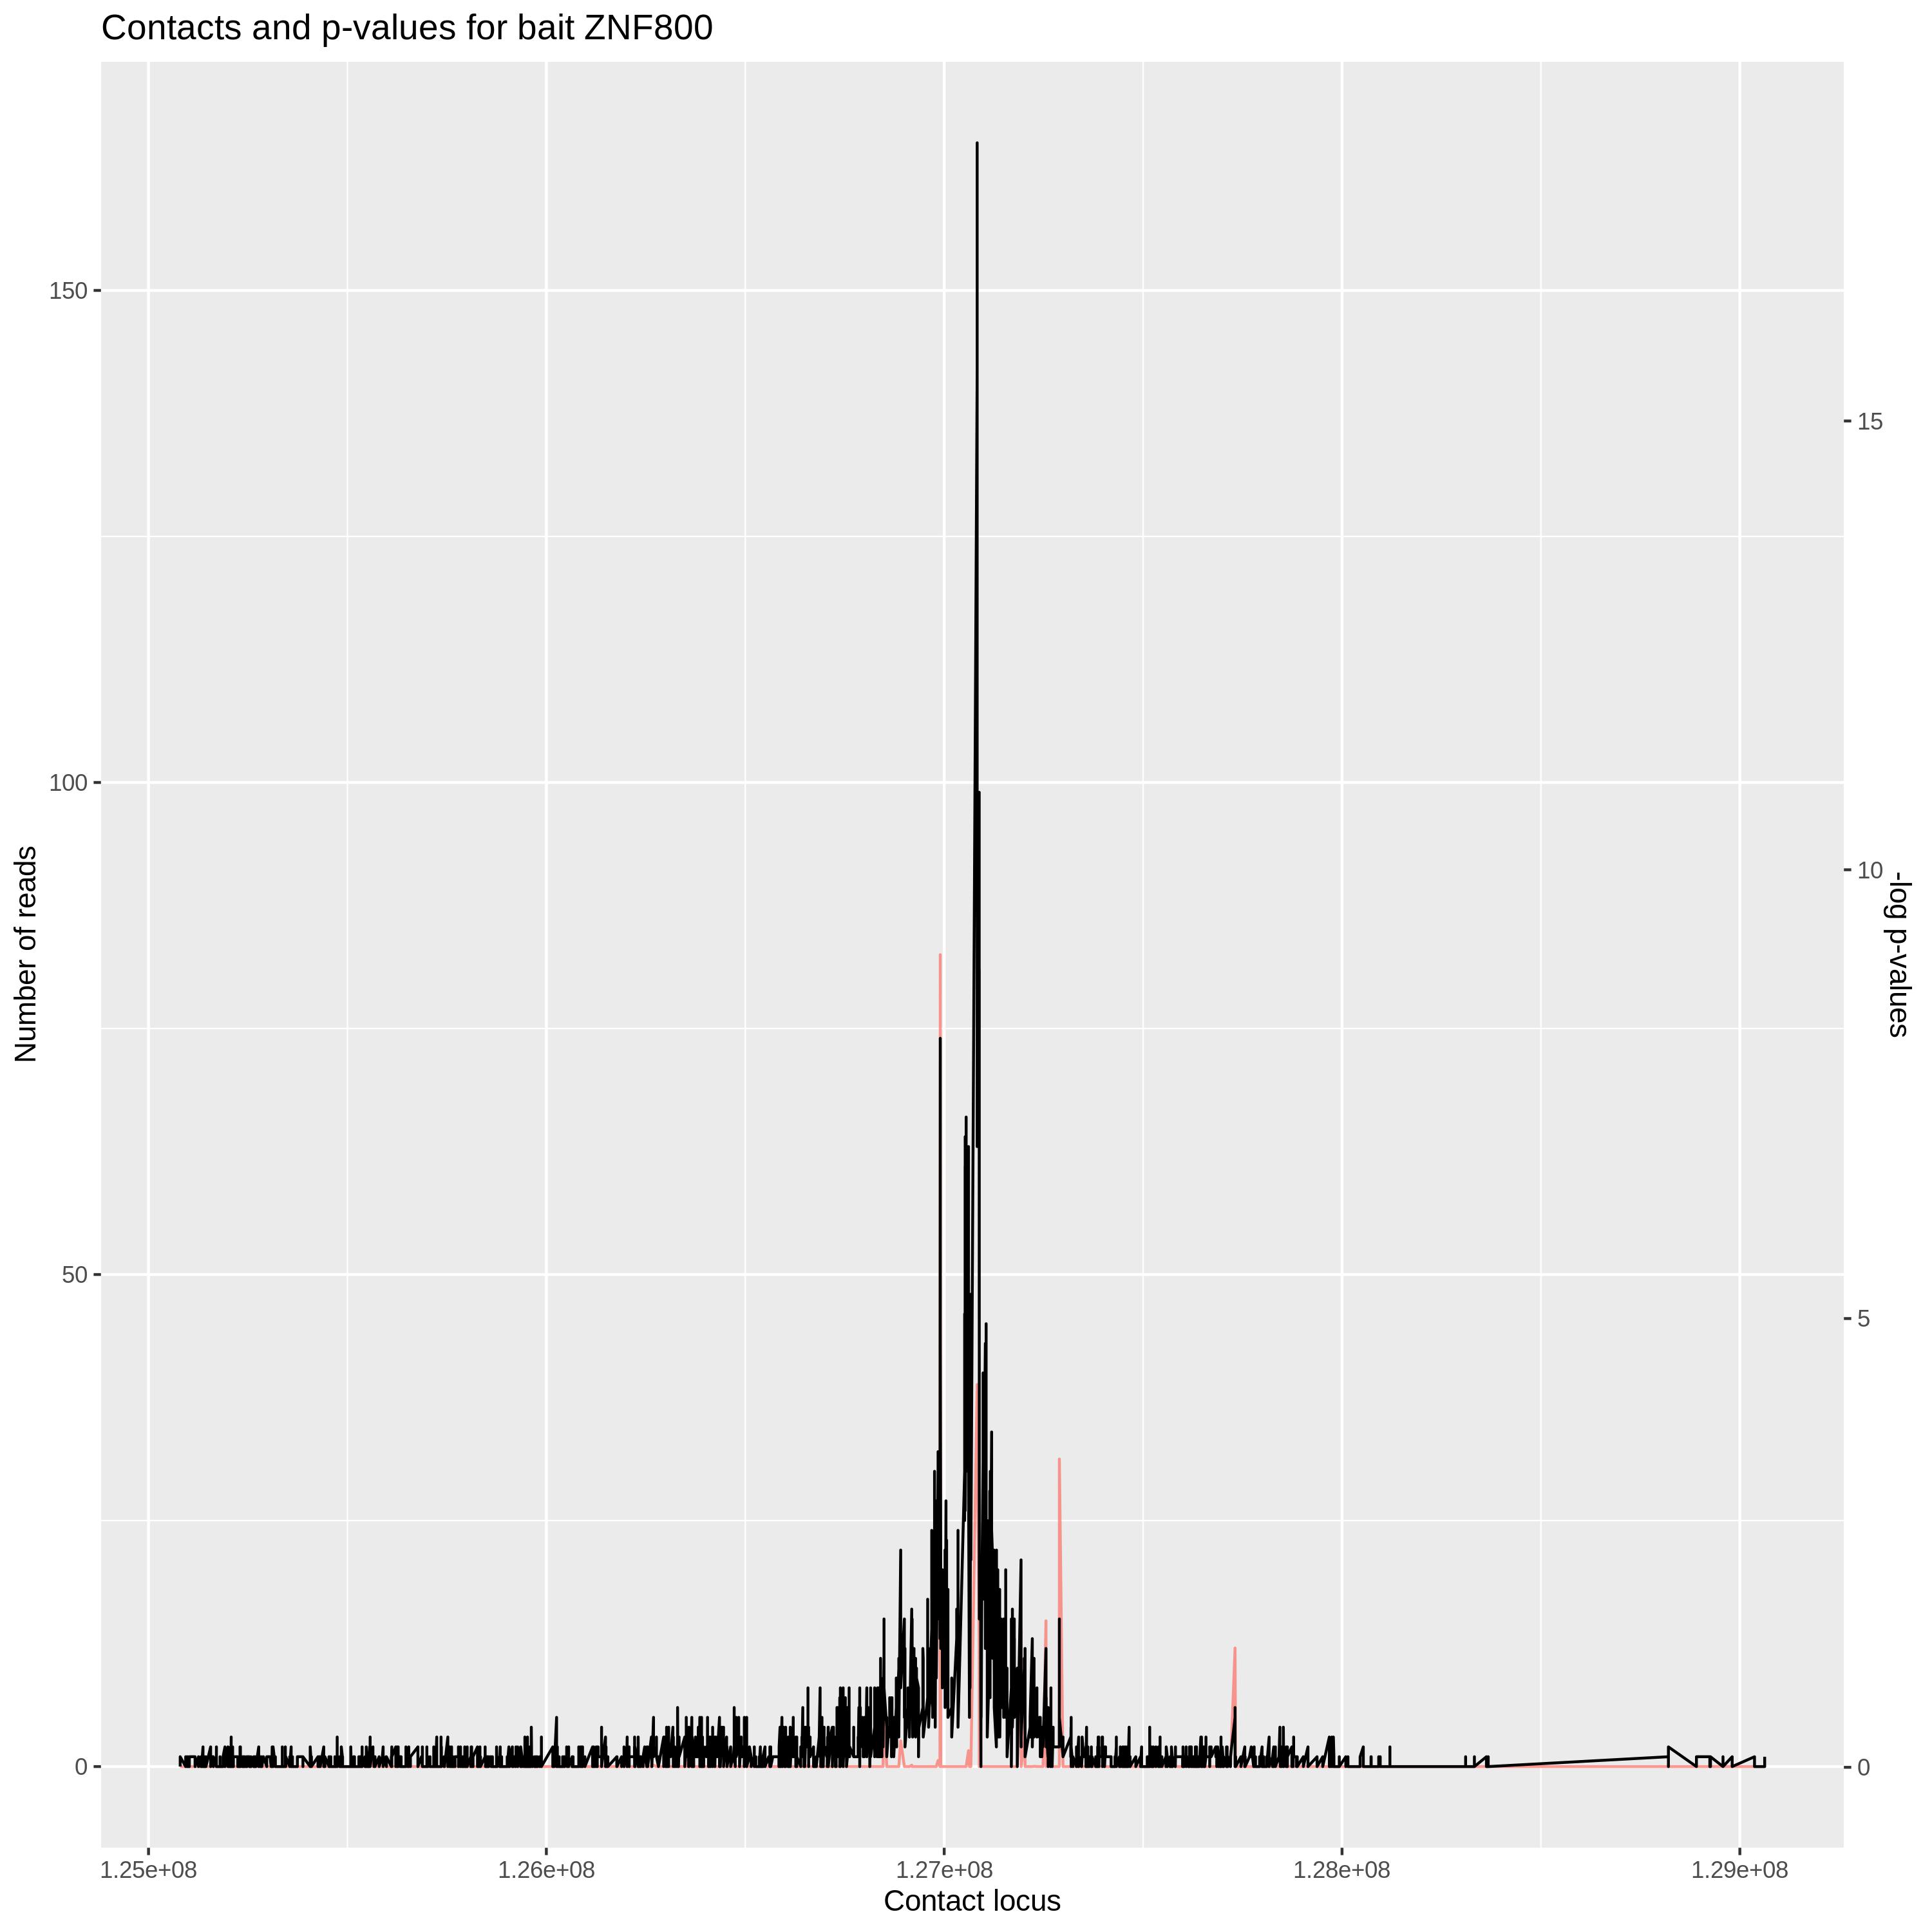 Contacts and p-values for bait ZNF800
150
100
50
0
Number of reads
15
10
5
0
-log p-values
1.25e+08 1.26e+08 1.27e+08 1.28e+08 1.29e+08
Contact locus